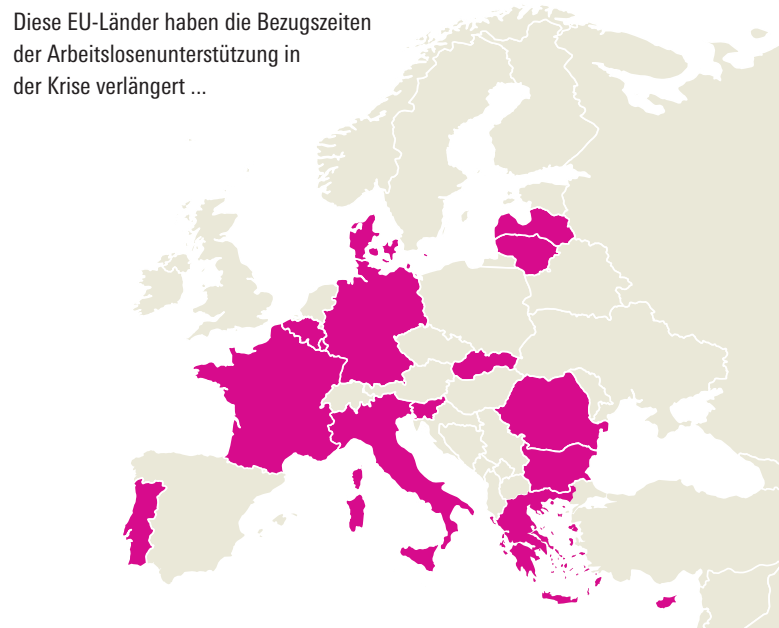 Diese EU-Länder haben die Bezugszeiten
der Arbeitslosenunterstützung in
der Krise verlängert ...